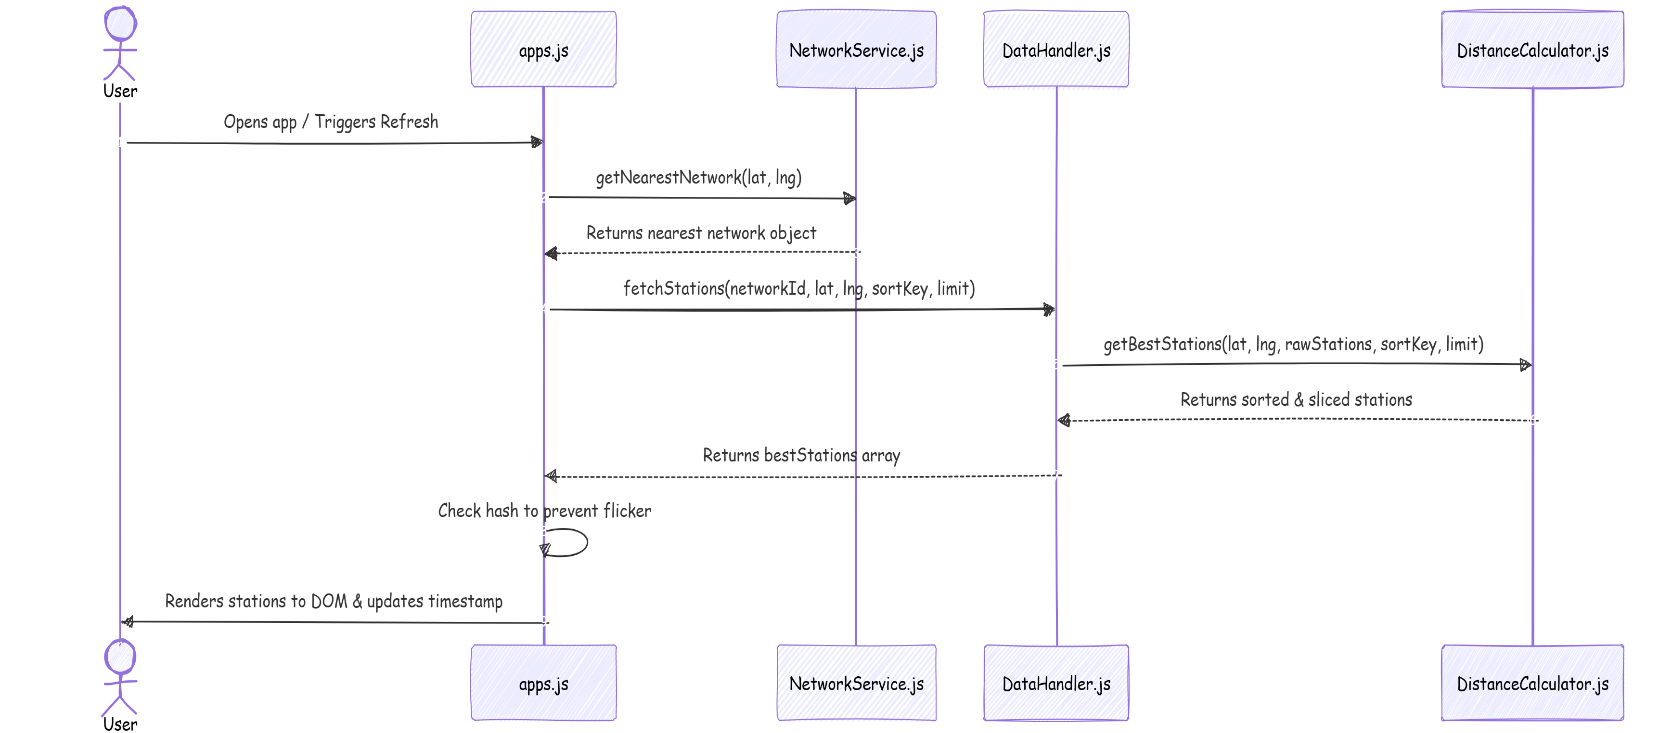 User
apps.js
NetworkService.js
DataHandler.js
DistanceCalculator.js
Opens app / Triggers Refresh
getNearestNetwork(lat, lng)
Returns nearest network object
fetchStations(networkId, lat, lng, sortKey, limit)
getBestStations(lat, lng, rawStations, sortKey, limit)
Returns sorted & sliced stations
Returns bestStations array
Check hash to prevent flicker
Renders stations to DOM & updates timestamp
User
apps.js
NetworkService.js
DataHandler.js
DistanceCalculator.js